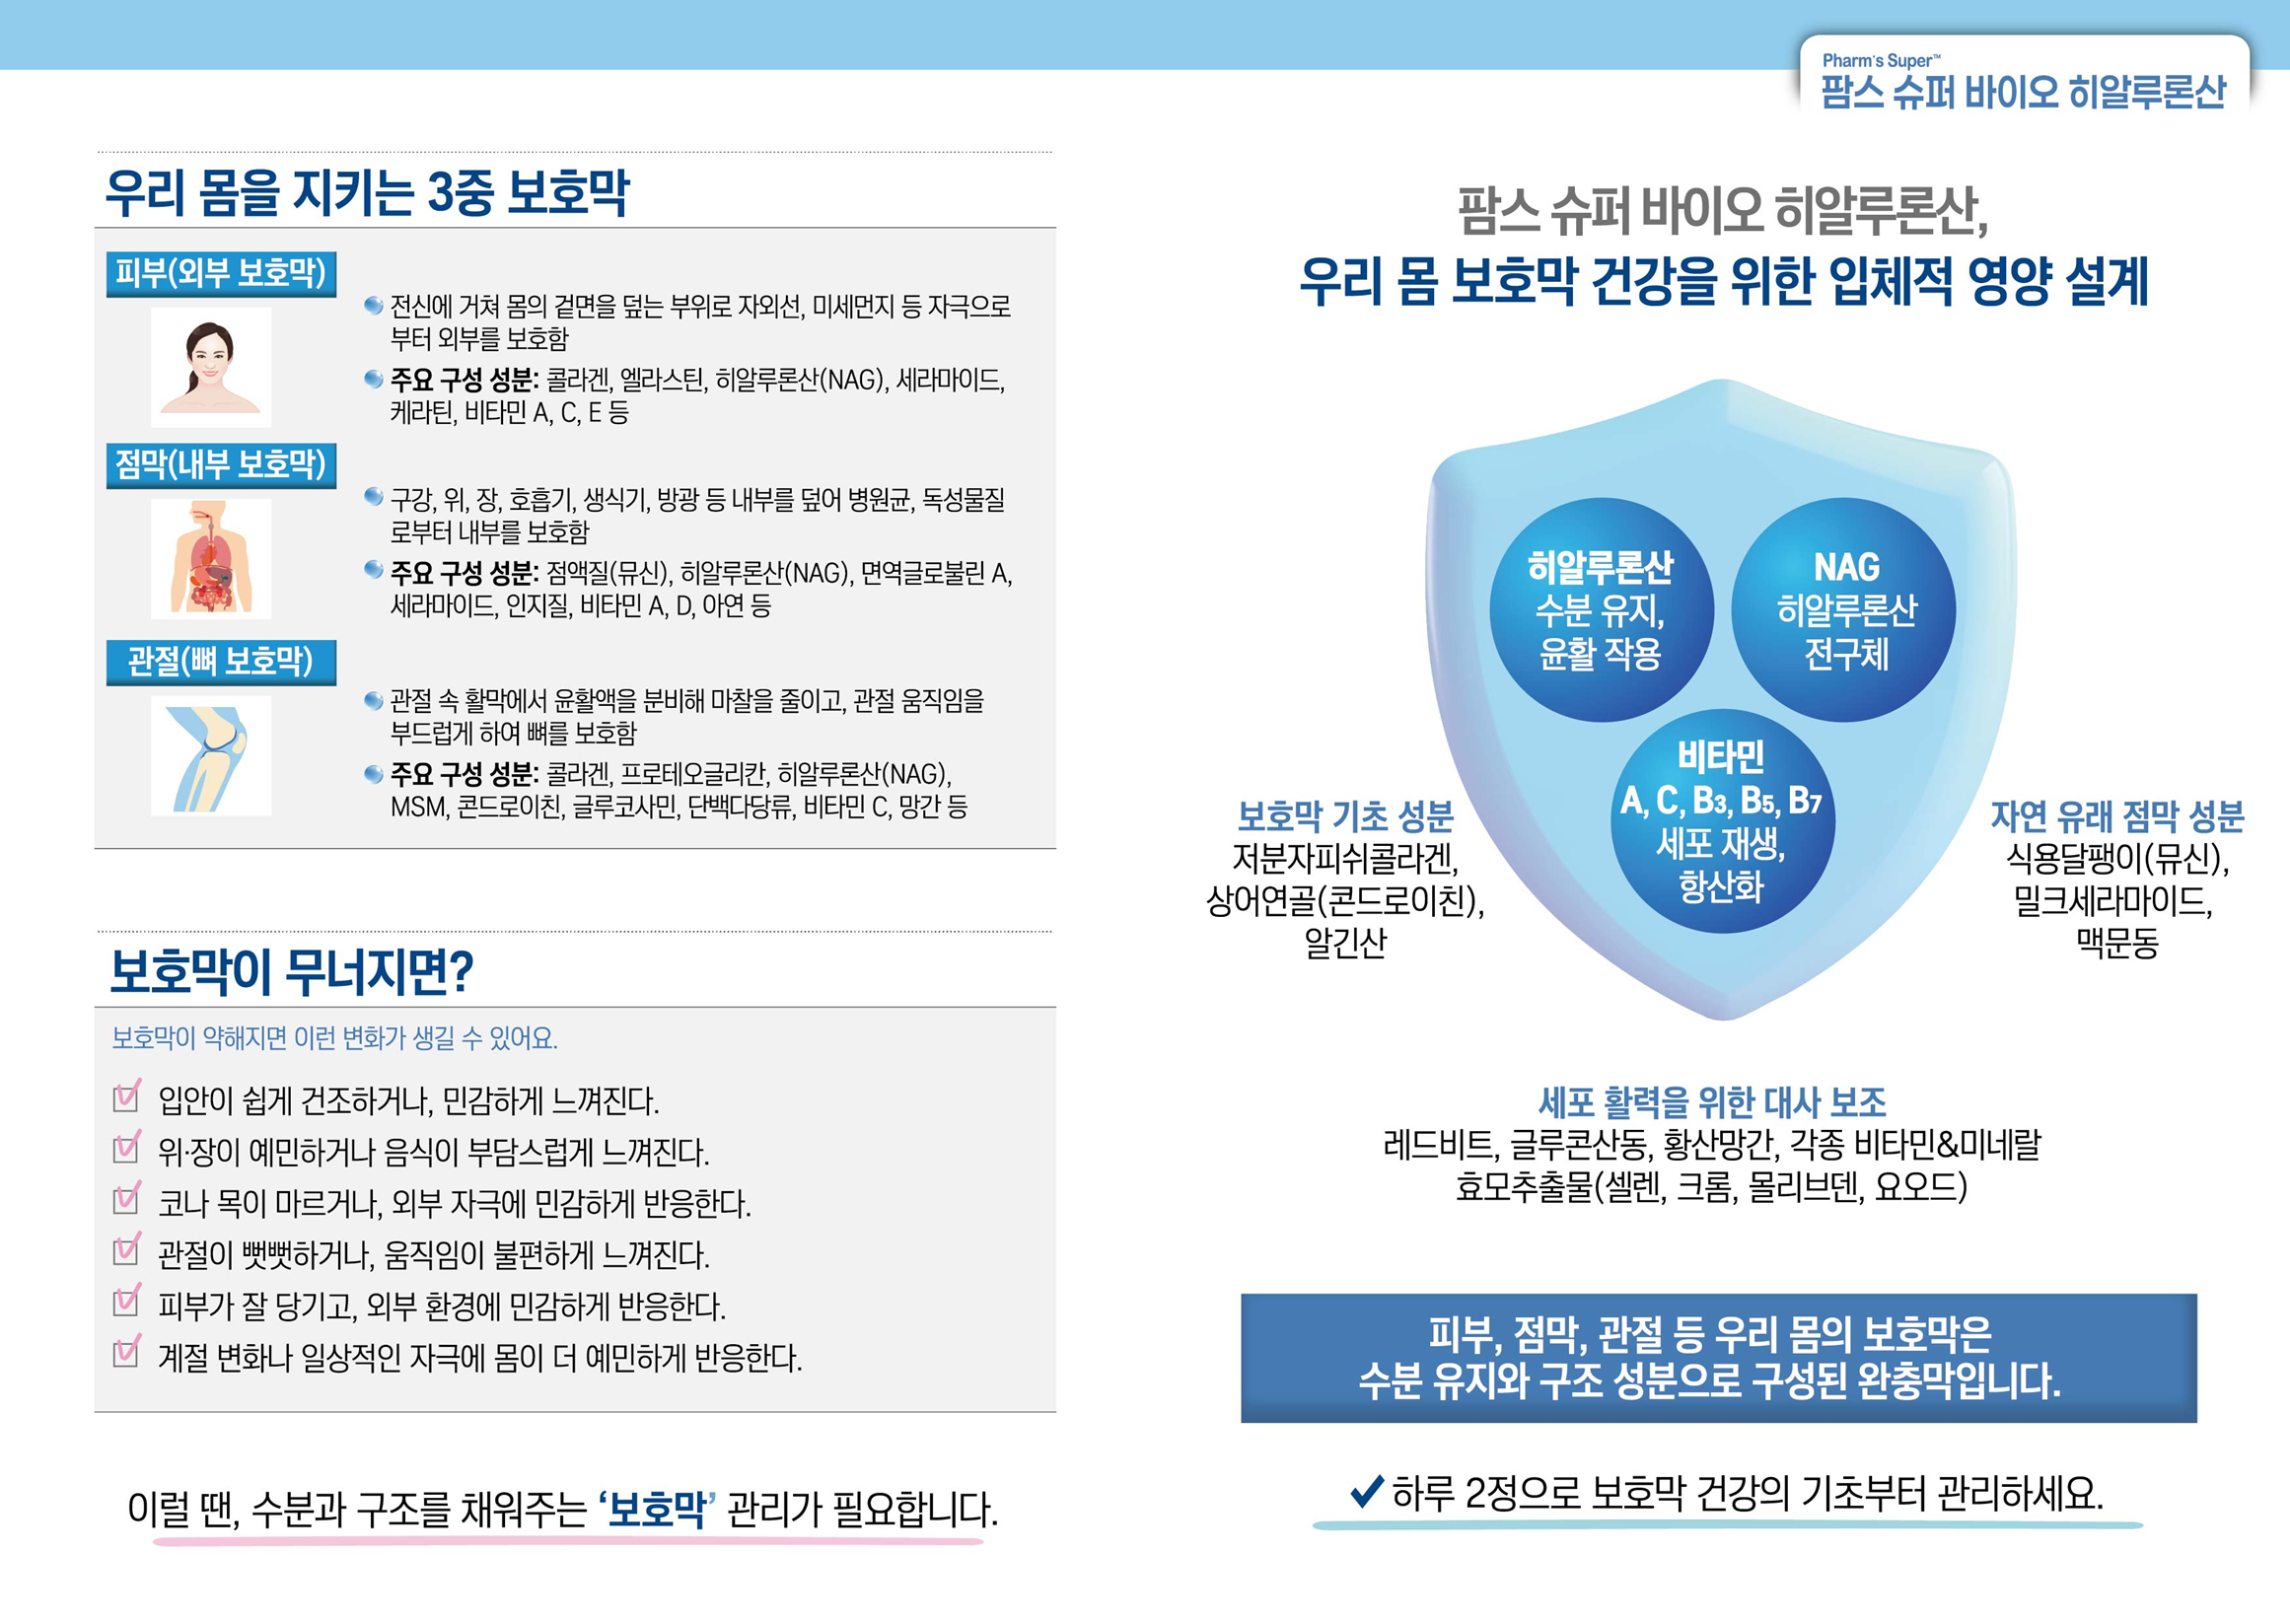 Pharm's Super™
팜스 슈퍼 바이오 히알루론산
우리 몸을 지키는 3중 보호막
피부(외부 보호막)
전신에 거쳐 몸의 겉면을 덮는 부위로 자외선, 미세먼지 등 자극으로
부터 외부를 보호함
주요 구성 성분: 콜라겐, 엘라스틴, 히알루론산(NAG), 세라마이드,
케라틴, 비타민 A, C, E 등
점막(내부 보호막)
구강, 위, 장, 호흡기, 생식기, 방광 등 내부를 덮어 병원균, 독성물질
로부터 내부를 보호함
주요 구성 성분: 점액질(뮤신), 히알루론산(NAG), 면역글로불린 A,
세라마이드, 인지질, 비타민 A, D, 아연 등
관절(뼈 보호막)
관절 속 활막에서 윤활액을 분비해 마찰을 줄이고, 관절 움직임을
부드럽게 하여 뼈를 보호함
주요 구성 성분: 콜라겐, 프로테오글리칸, 히알루론산(NAG),
MSM, 콘드로이친, 글루코사민, 단백다당류, 비타민 C, 망간 등
보호막이 무너지면?
보호막이 약해지면 이런 변화가 생길 수 있어요.
입안이 쉽게 건조하거나, 민감하게 느껴진다.
위·장이 예민하거나 음식이 부담스럽게 느껴진다.
코나 목이 마르거나, 외부 자극에 민감하게 반응한다.
관절이 뻣뻣하거나, 움직임이 불편하게 느껴진다.
피부가 잘 당기고, 외부 환경에 민감하게 반응한다.
계절 변화나 일상적인 자극에 몸이 더 예민하게 반응한다.
이럴 땐, 수분과 구조를 채워주는 ‘보호막’ 관리가 필요합니다.
팜스 슈퍼 바이오 히알루론산,
우리 몸 보호막 건강을 위한 입체적 영양 설계
히알루론산
수분 유지,
윤활 작용
NAG
히알루론산
전구체
비타민
A, C, B3, B5, B7
세포 재생,
항산화
보호막 기초 성분
저분자피쉬콜라겐,
상어연골(콘드로이친),
알긴산
자연 유래 점막 성분
식용달팽이(뮤신),
밀크세라마이드,
맥문동
세포 활력을 위한 대사 보조
레드비트, 글루콘산동, 황산망간, 각종 비타민&미네랄
효모추출물(셀렌, 크롬, 몰리브덴, 요오드)
피부, 점막, 관절 등 우리 몸의 보호막은
수분 유지와 구조 성분으로 구성된 완충막입니다.
하루 2정으로 보호막 건강의 기초부터 관리하세요.